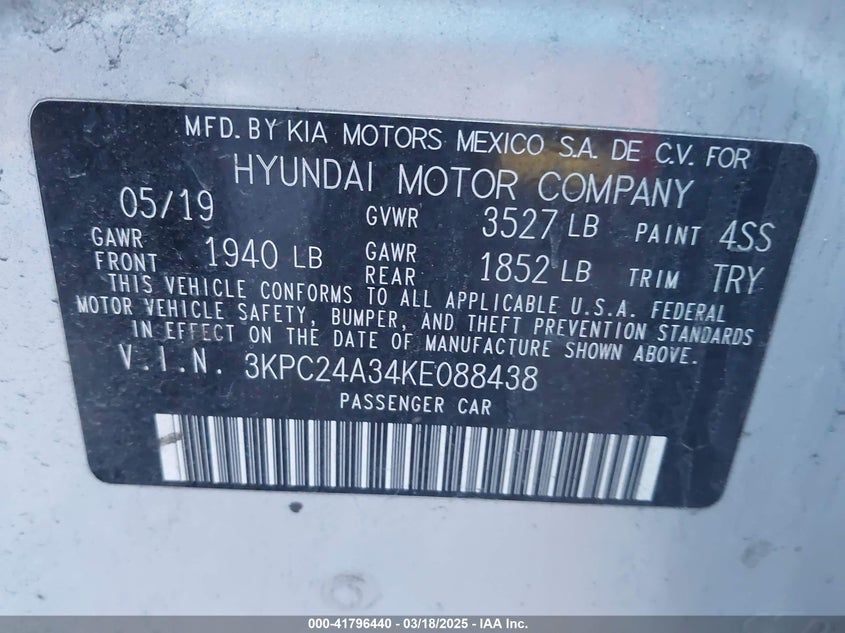 MFD. BY KIA MOTORS MEXICO S.A. DE C.V. FOR
HYUNDAI MOTOR COMPANY
05/19 GVWR 3527 LB PAINT 4SS
GAWR FRONT 1940 LB GAWR REAR 1852 LB TRIM TRY
THIS VEHICLE CONFORMS TO ALL APPLICABLE U.S.A. FEDERAL
MOTOR VEHICLE SAFETY, BUMPER, AND THEFT PREVENTION STANDARDS
IN EFFECT ON THE DATE OF MANUFACTURE SHOWN ABOVE.
V.I.N. 3KPC24A34KE088438
PASSENGER CAR
000-41796440 - 03/18/2025 - IAA Inc.